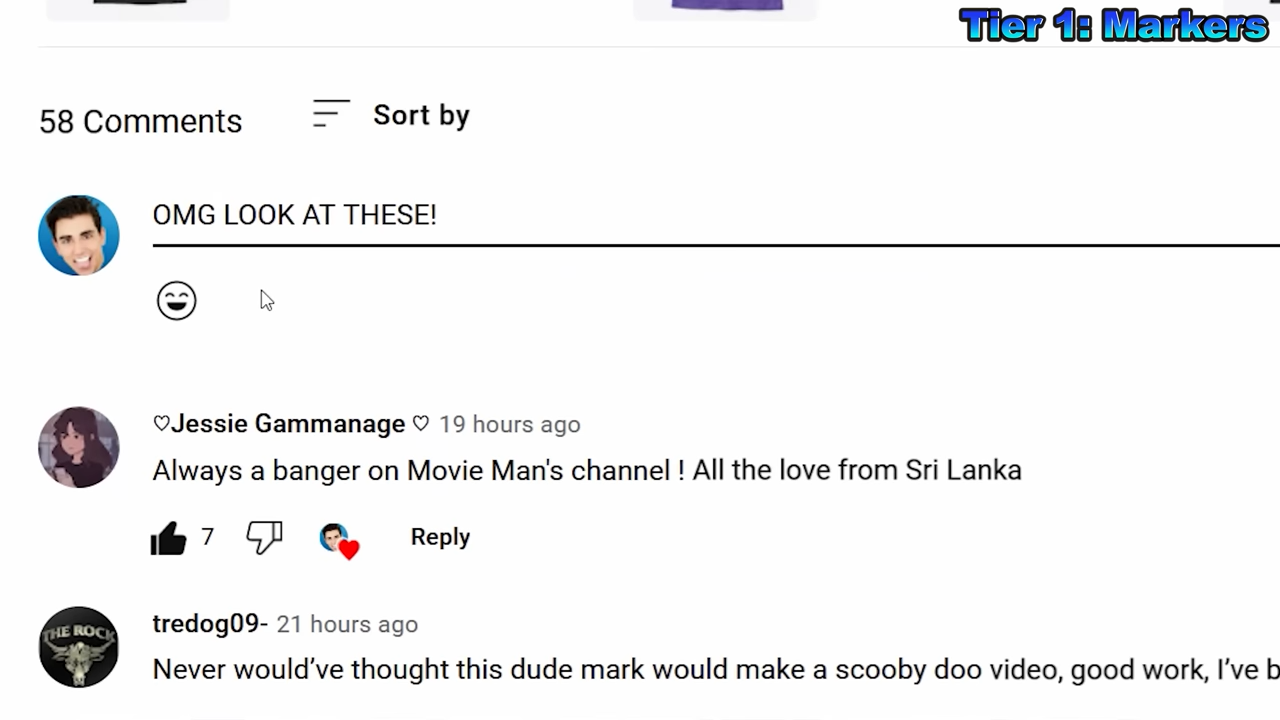 Tier 1: Markers
58 Comments
Sort by
OMG LOOK AT THESE!
♡Jessie Gammanage ♡ 19 hours ago
Always a banger on Movie Man's channel ! All the love from Sri Lanka
7
Reply
THE ROCK
tredog09- 21 hours ago
Never would’ve thought this dude mark would make a scooby doo video, good work, I’ve b